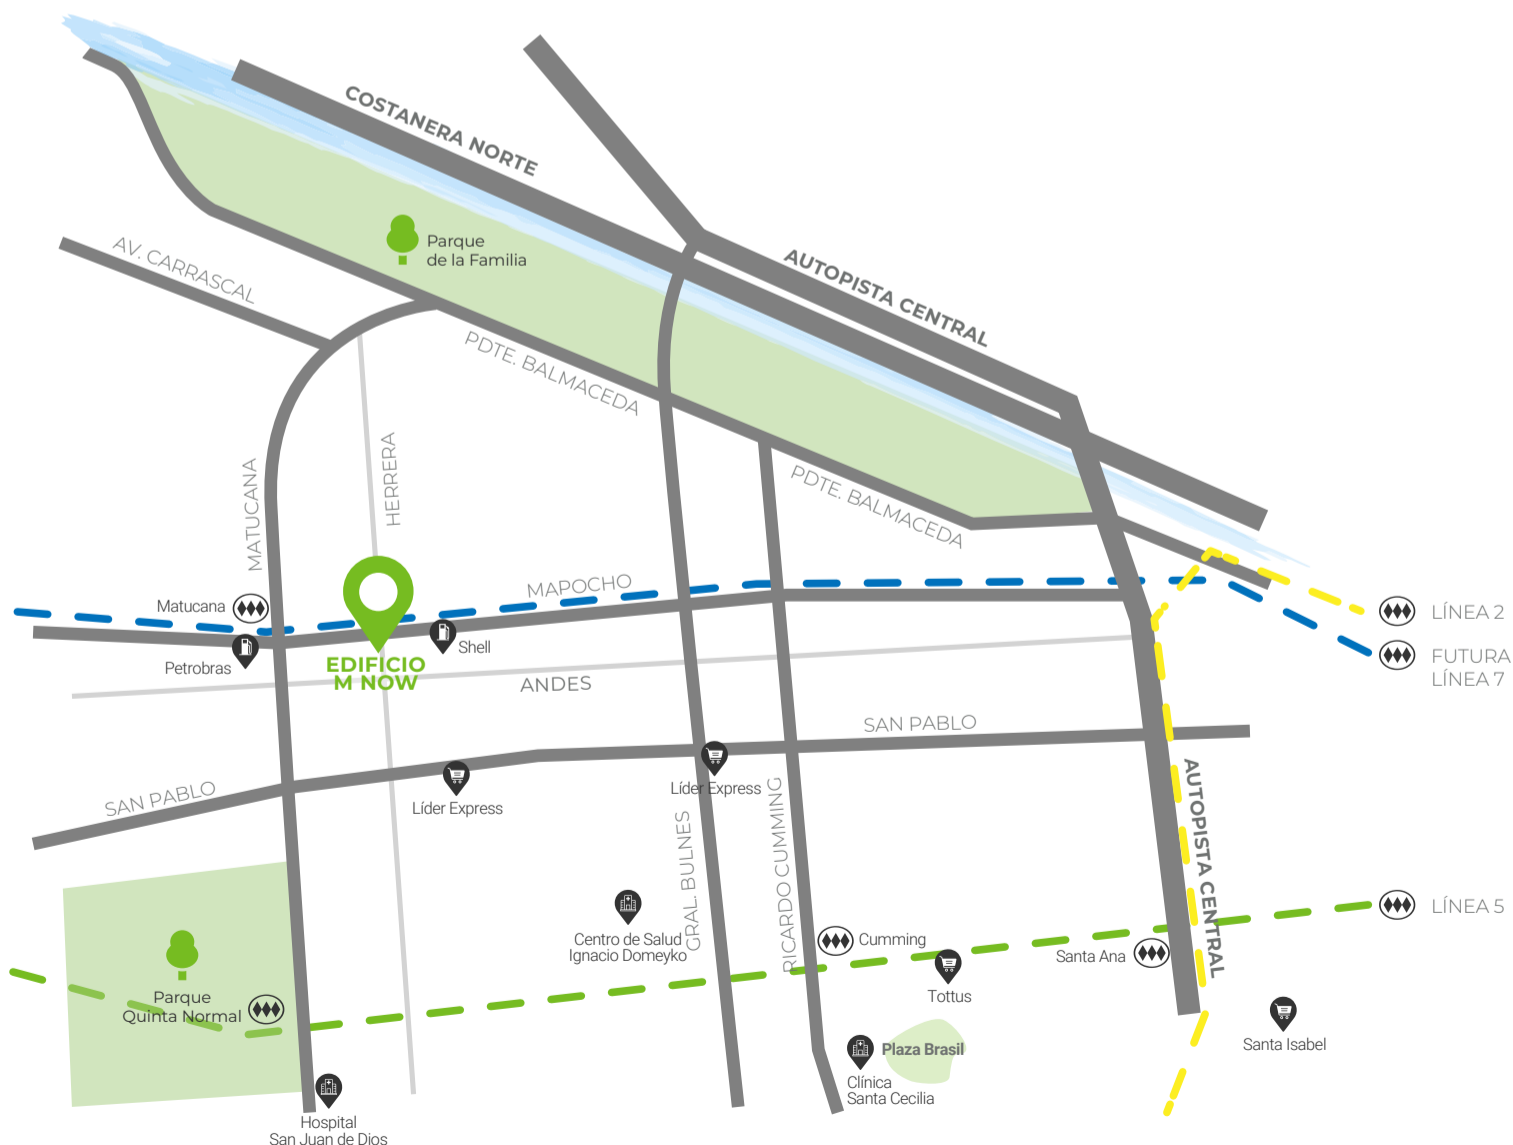 COSTANERA NORTE
AUTOPISTA CENTRAL
Parque
de la Familia
AV. CARRASCAL
PDTE. BALMACEDA
PDTE. BALMACEDA
MATUCANA
HERRERA
MAPOCHO
Matucana
Petrobras
Shell
EDIFICIO
M NOW
ANDES
LÍNEA 2
FUTURA
LÍNEA 7
SAN PABLO
SAN PABLO
Líder Express
Líder Express
GRAL. BULNES
RICARDO CUMMING
AUTOPISTA CENTRAL
LÍNEA 5
Centro de Salud
Ignacio Domeyko
Cumming
Santa Ana
Tottus
Parque
Quinta Normal
Plaza Brasil
Santa Isabel
Clínica
Santa Cecilia
Hospital
San Juan de Dios